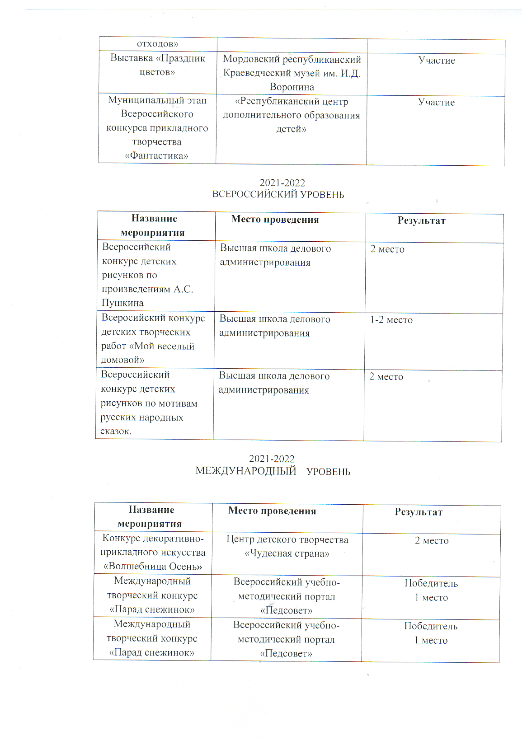 отходов»
Выставка «Праздник
цветов»
Мордовский республиканский
Краеведческий музей им. И.Д.
Воронина
Участие
Муниципальный этап
Всероссийского
конкурса прикладного
творчества
«Фантастика»
«Республиканский центр
дополнительного образования
детей»
Участие
2021-2022
ВСЕРОССИЙСКИЙ УРОВЕНЬ
Название
мероприятия
Место проведения
Результат
Всероссийский
конкурс детских
рисунков по
произведениям А.С.
Пушкина
Высшая школа делового
администрирования
2 место
Всеросийский конкурс
детских творческих
работ «Мой веселый
домовой»
Высшая школа делового
администрирования
1-2 место
Всероссийский
конкурс детских
рисунков по мотивам
русских народных
сказок.
Высшая школа делового
администрирования
2 место
2021-2022
МЕЖДУНАРОДНЫЙ УРОВЕНЬ
Название
мероприятия
Место проведения
Результат
Конкурс декоративно-
прикладного искусства
«Волшебница Осень»
Центр детского творчества
«Чудесная страна»
2 место
Международный
творческий конкурс
«Парад снежинок»
Всероссийский учебно-
методический портал
«Педсовет»
Победитель
1 место
Международный
творческий конкурс
«Парад снежинок»
Всероссийский учебно-
методический портал
«Педсовет»
Победитель
1 место